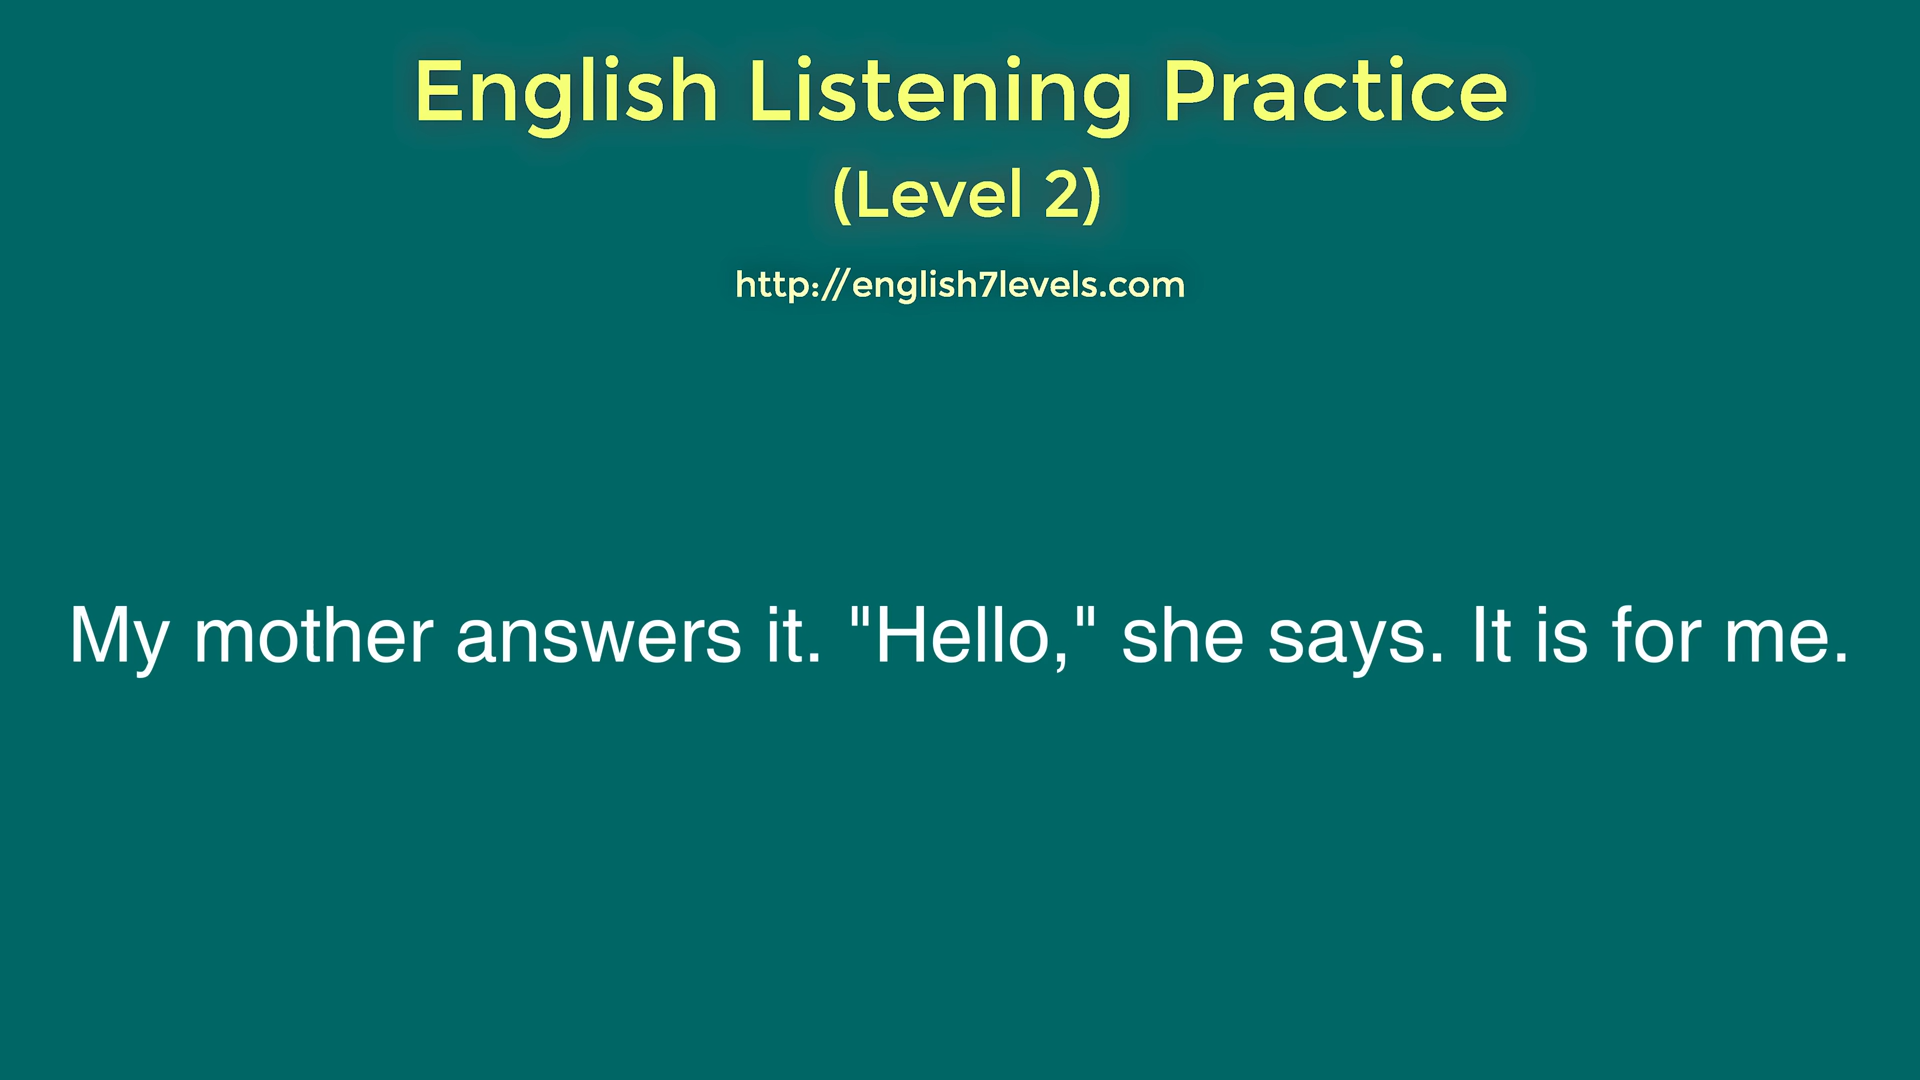 English Listening Practice
(Level 2)
http://english7levels.com
My mother answers it. "Hello," she says. It is for me.